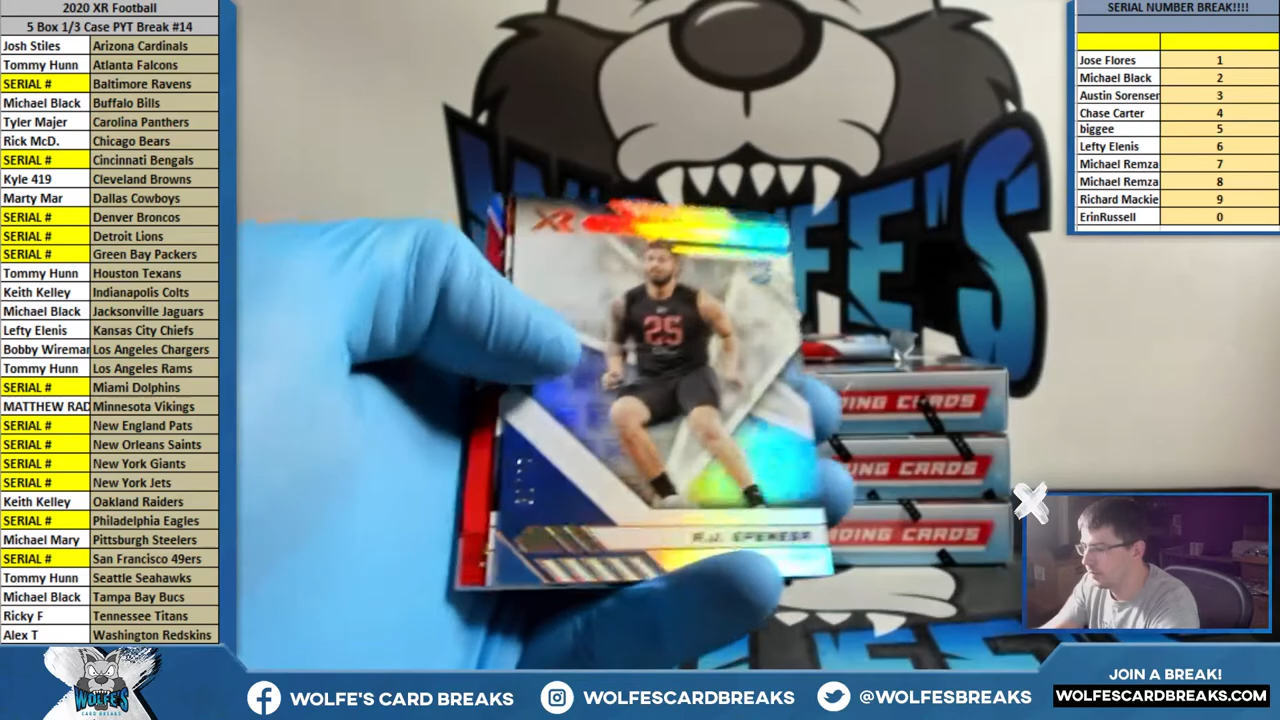 2020 XR Football
5 Box 1/3 Case PYT Break #14
Josh Stiles Arizona Cardinals
Tommy Hunn Atlanta Falcons
SERIAL # Baltimore Ravens
Michael Black Buffalo Bills
Tyler Majer Carolina Panthers
Rick McD. Chicago Bears
SERIAL # Cincinnati Bengals
Kyle 419 Cleveland Browns
Marty Mar Dallas Cowboys
SERIAL # Denver Broncos
SERIAL # Detroit Lions
SERIAL # Green Bay Packers
Tommy Hunn Houston Texans
Keith Kelley Indianapolis Colts
Michael Black Jacksonville Jaguars
Lefty Elenis Kansas City Chiefs
Bobby Wireman Los Angeles Chargers
Tommy Hunn Los Angeles Rams
SERIAL # Miami Dolphins
MATTHEW RAD Minnesota Vikings
SERIAL # New England Pats
SERIAL # New Orleans Saints
SERIAL # New York Giants
SERIAL # New York Jets
Keith Kelley Oakland Raiders
SERIAL # Philadelphia Eagles
Michael Mary Pittsburgh Steelers
SERIAL # San Francisco 49ers
Tommy Hunn Seattle Seahawks
Michael Black Tampa Bay Bucs
Ricky F Tennessee Titans
Alex T Washington Redskins
SERIAL NUMBER BREAK!!!!
Jose Flores 1
Michael Black 2
Austin Sorensen 3
Chase Carter 4
biggee 5
Lefty Elenis 6
Michael Remza 7
Michael Remza 8
Richard Mackie 9
ErinRussell 0
XR
25
CARDS
CARDS
CARDS
WOLFE'S
CARD BREAKS
WOLFE'S CARD BREAKS
WOLFESCARDBREAKS
@WOLFESBREAKS
JOIN A BREAK!
WOLFESCARDBREAKS.COM